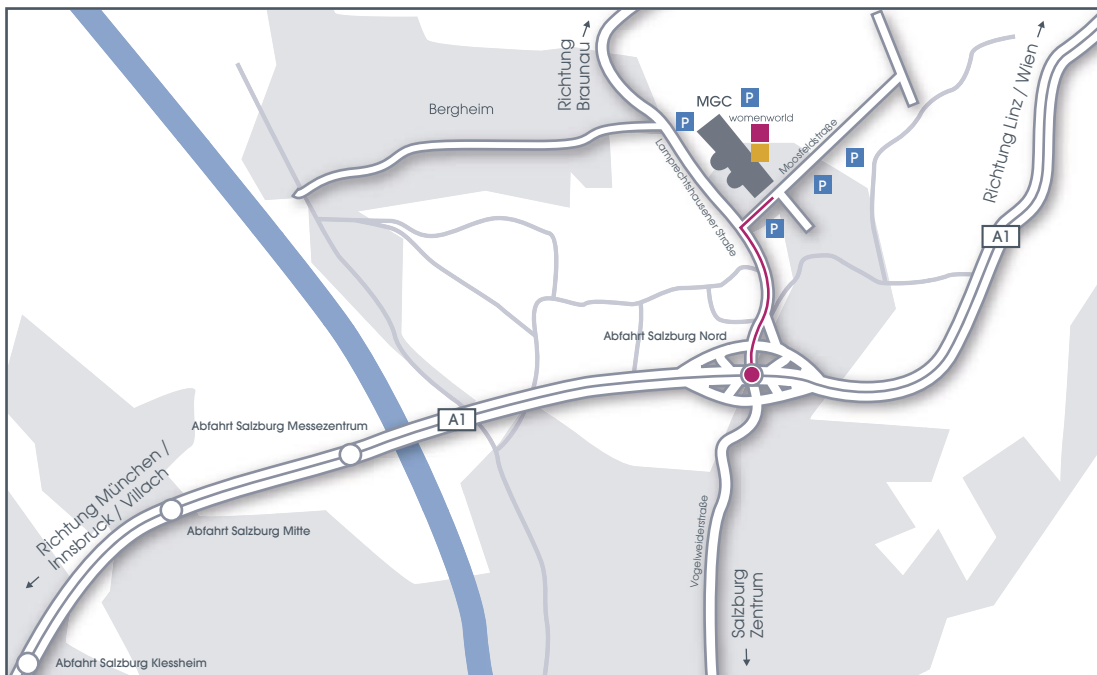 Richtung
Braunau
Bergheim
MGC
P
P
womenworld
Lamprechtshausener Straße
Moosfeldstraße
P
P
P
Richtung Linz / Wien
A1
Abfahrt Salzburg Nord
A1
Abfahrt Salzburg Messezentrum
Richtung München /
Innsbruck / Villach
Abfahrt Salzburg Mitte
Vogelweiderstraße
Salzburg
Zentrum
Abfahrt Salzburg Klessheim